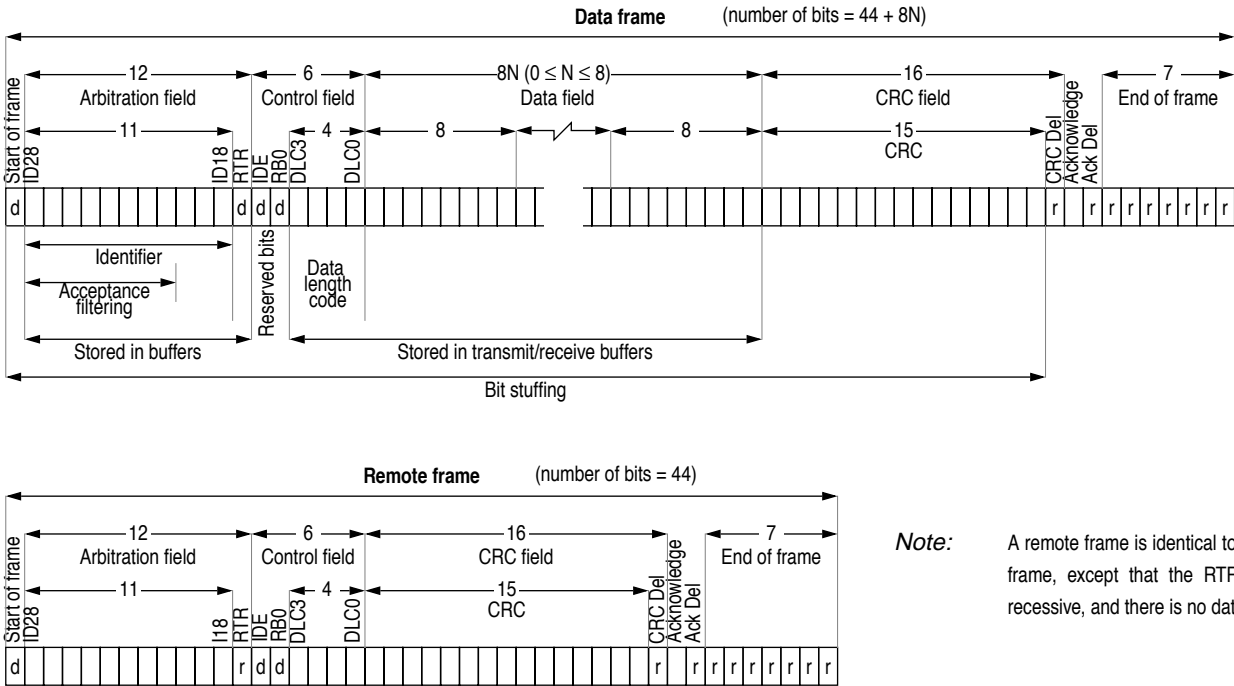 Data frame (number of bits = 44 + 8N)
12 6 8N (0 ≤ N ≤ 8) 16 7
Arbitration field Control field Data field CRC field End of frame
11 4 8 8 15
CRC
Start of frame ID28 ID18 RTR IDE RB0 DLC3 DLC0 CRC Del Acknowledge Ack Del
d d d d r r r r r r r r r
Identifier
Acceptance
filtering
Reserved bits
Data
length
code
Stored in buffers Stored in transmit/receive buffers
Bit stuffing
Remote frame (number of bits = 44)
12 6 16 7
Arbitration field Control field CRC field End of frame
11 4 15
CRC
Start of frame ID28 I18 RTR IDE RB0 DLC3 DLC0 CRC Del Acknowledge Ack Del
d r d d r r r r r r r r r
Note: A remote frame is identical to
frame, except that the RTR
recessive, and there is no dat